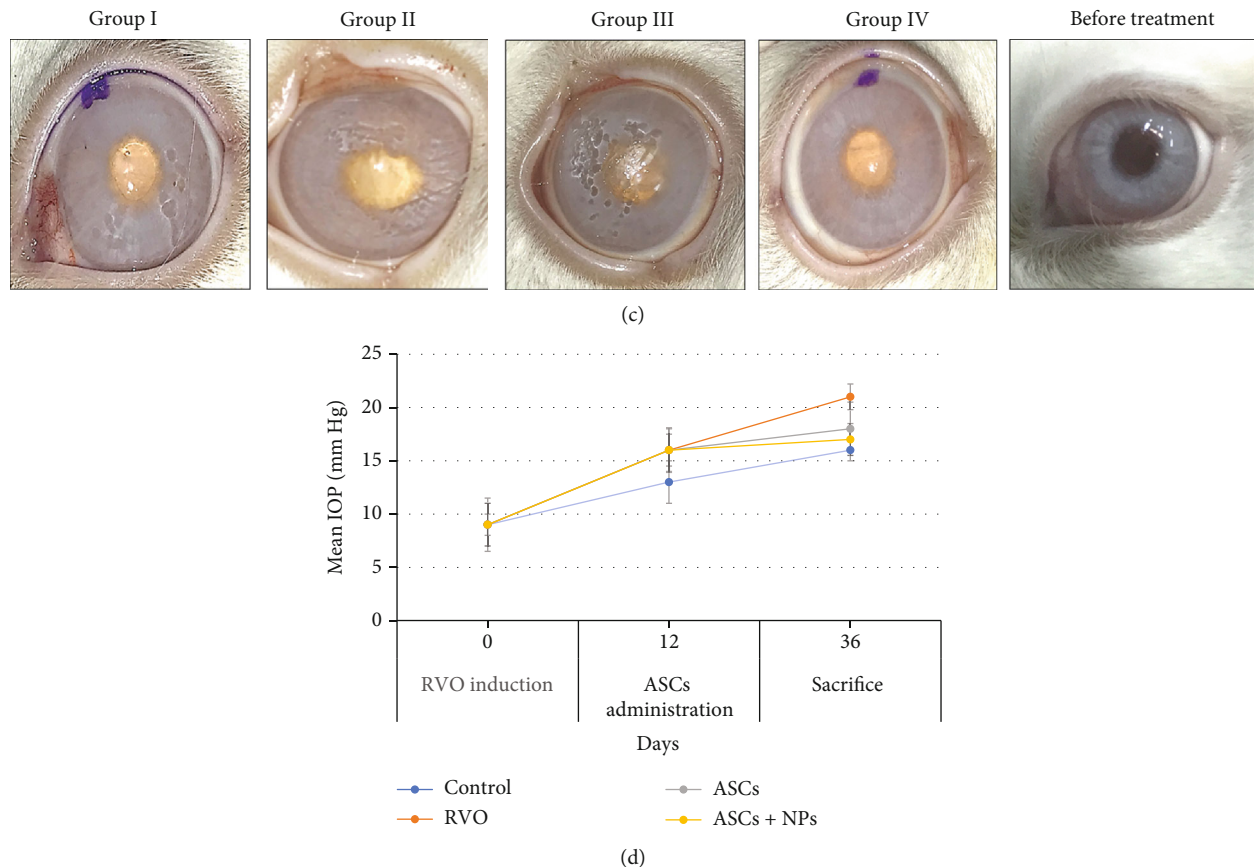 Group I
Group II
Group III
Group IV
Before treatment
(c)
Mean IOP (mm Hg)
25
20
15
10
5
0
0
12
36
RVO induction
ASCs
administration
Sacrifice
Days
Control
ASCs
RVO
ASCs + NPs
(d)